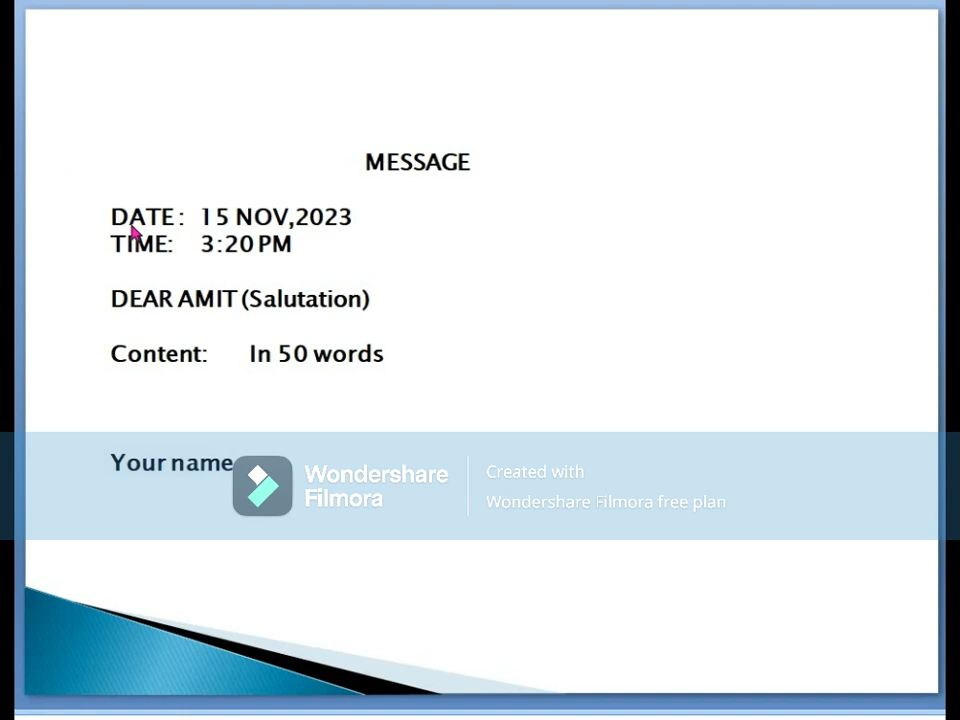 MESSAGE
DATE: 15 NOV,2023
TIME: 3:20 PM
DEAR AMIT (Salutation)
Content: In 50 words
Your name
Wondershare
Filmora
Created with
Wondershare Filmora free plan